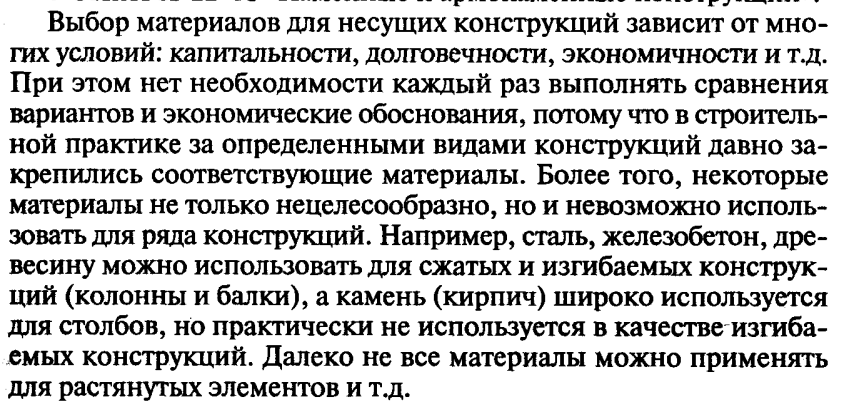 Выбор материалов для несущих конструкций зависит от мно-
гих условий: капитальности, долговечности, экономичности и т.д.
При этом нет необходимости каждый раз выполнять сравнения
вариантов и экономические обоснования, потому что в строитель-
ной практике за определенными видами конструкций давно за-
крепились соответствующие материалы. Более того, некоторые
материалы не только нецелесообразно, но и невозможно исполь-
зовать для ряда конструкций. Например, сталь, железобетон, дре-
весину можно использовать для сжатых и изгибаемых конструк-
ций (колонны и балки), а камень (кирпич) широко используется
для столбов, но практически не используется в качестве изгиба-
емых конструкций. Далеко не все материалы можно применять
для растянутых элементов и т.д.